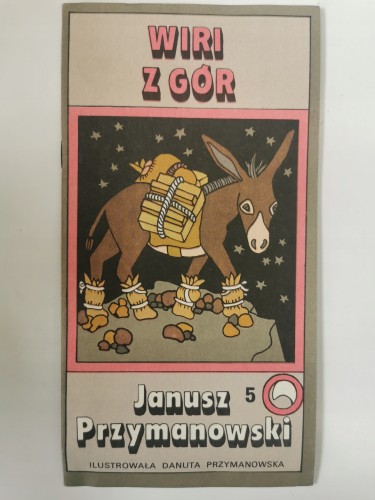 WIRI
Z GÓR
Janusz 5
Przymanowski
ILUSTROWAŁA DANUTA PRZYMANOWSKA